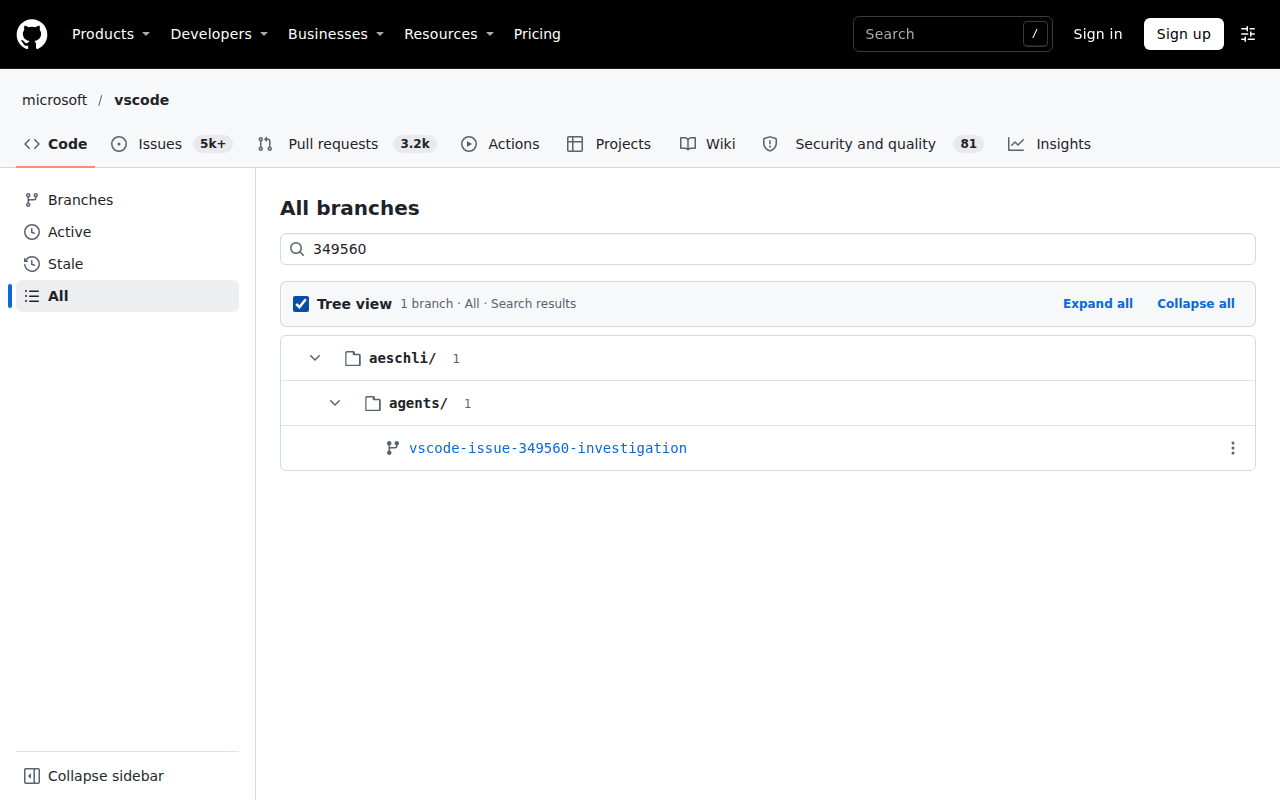 Products Developers Businesses Resources Pricing Search / Sign in Sign up
microsoft / vscode
Code Issues 5k+ Pull requests 3.2k Actions Projects Wiki Security and quality 81 Insights
Branches
Active
Stale
All
Collapse sidebar
All branches
349560
Tree view 1 branch · All · Search results Expand all Collapse all
aeschli/ 1
agents/ 1
vscode-issue-349560-investigation